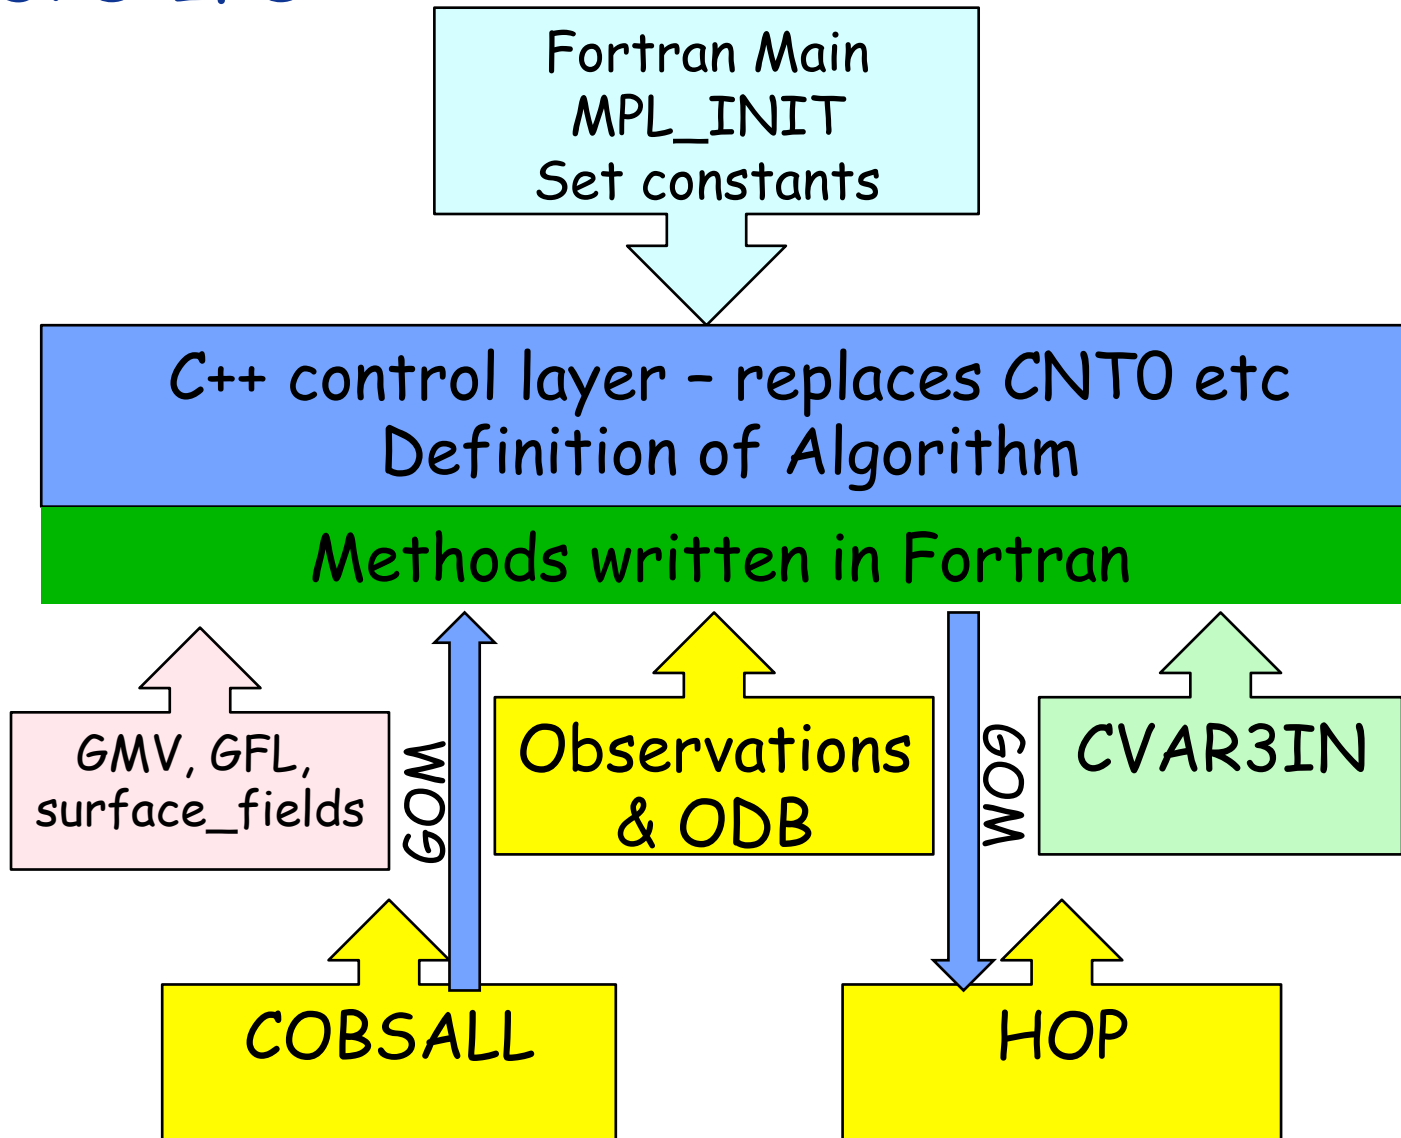 Fortran Main
MPL_INIT
Set constants
C++ control layer – replaces CNT0 etc
Definition of Algorithm
Methods written in Fortran
GMV, GFL,
surface_fields
GOM
Observations
& ODB
GOM
CVAR3IN
COBSALL
HOP